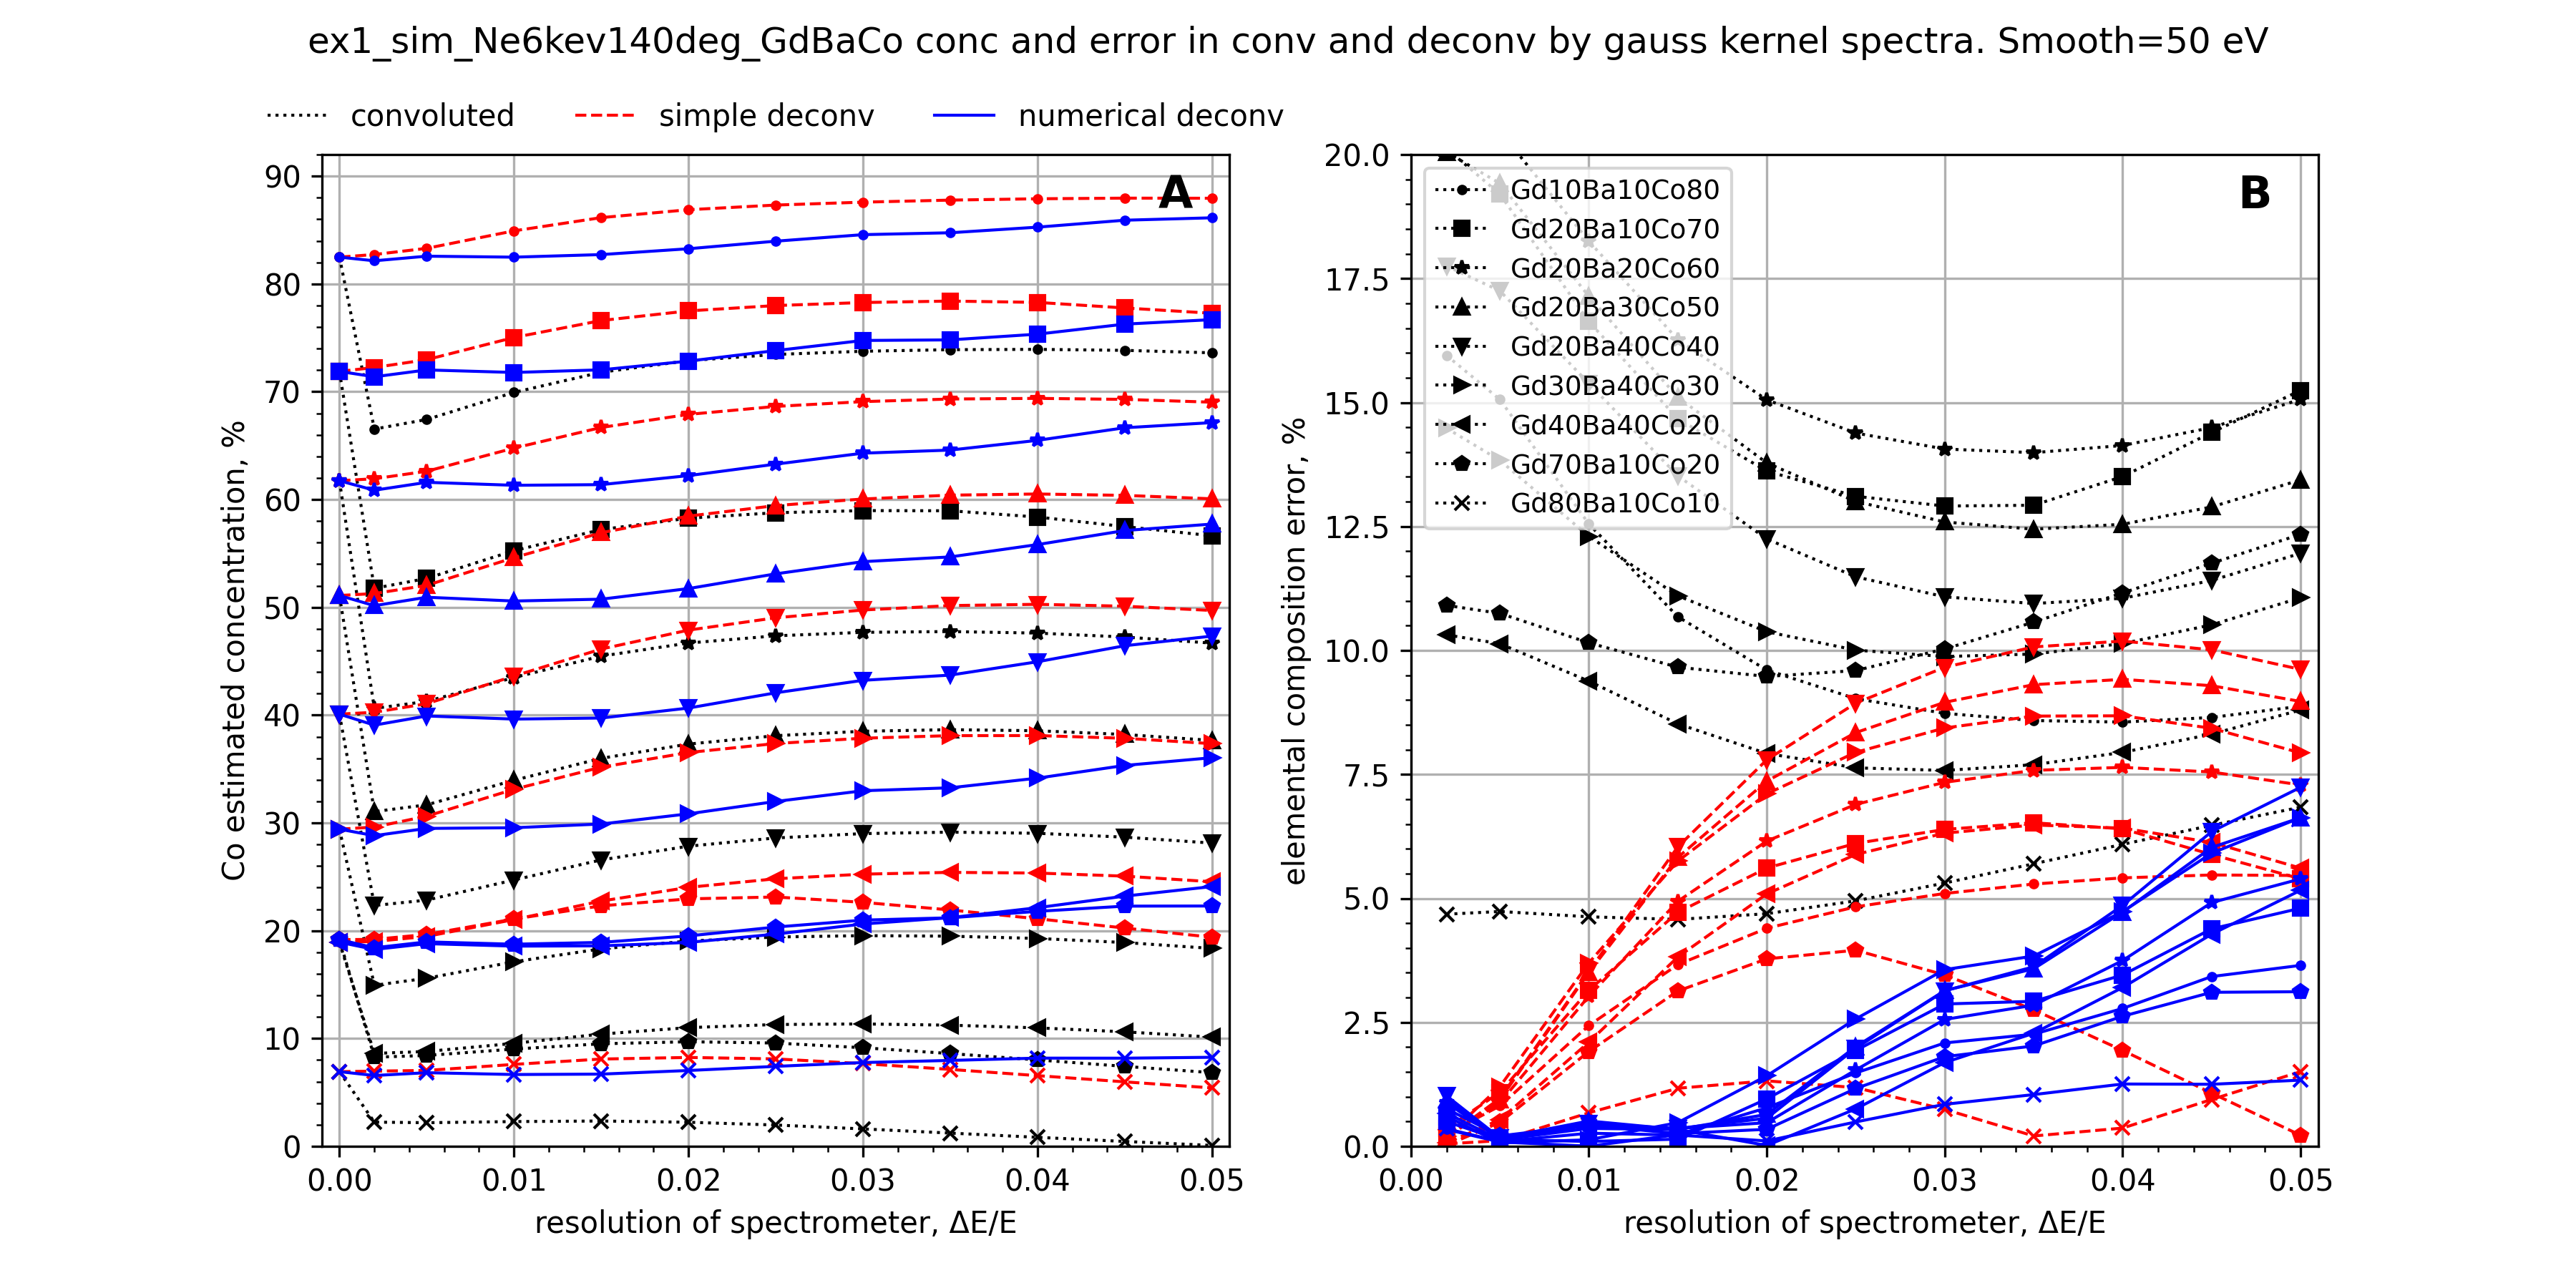 ex1_sim_Ne6kev140deg_GdBaCo conc and error in conv and deconv by gauss kernel spectra. Smooth=50 eV
convoluted simple deconv numerical deconv
A
Co estimated concentration, %
90
80
70
60
50
40
30
20
10
0
0.00 0.01 0.02 0.03 0.04 0.05
resolution of spectrometer, ΔE/E
B
elemental composition error, %
20.0
17.5
15.0
12.5
10.0
7.5
5.0
2.5
0.0
Gd10Ba10Co80
Gd20Ba10Co70
Gd20Ba20Co60
Gd20Ba30Co50
Gd20Ba40Co40
Gd30Ba40Co30
Gd40Ba40Co20
Gd70Ba10Co20
Gd80Ba10Co10
0.00 0.01 0.02 0.03 0.04 0.05
resolution of spectrometer, ΔE/E